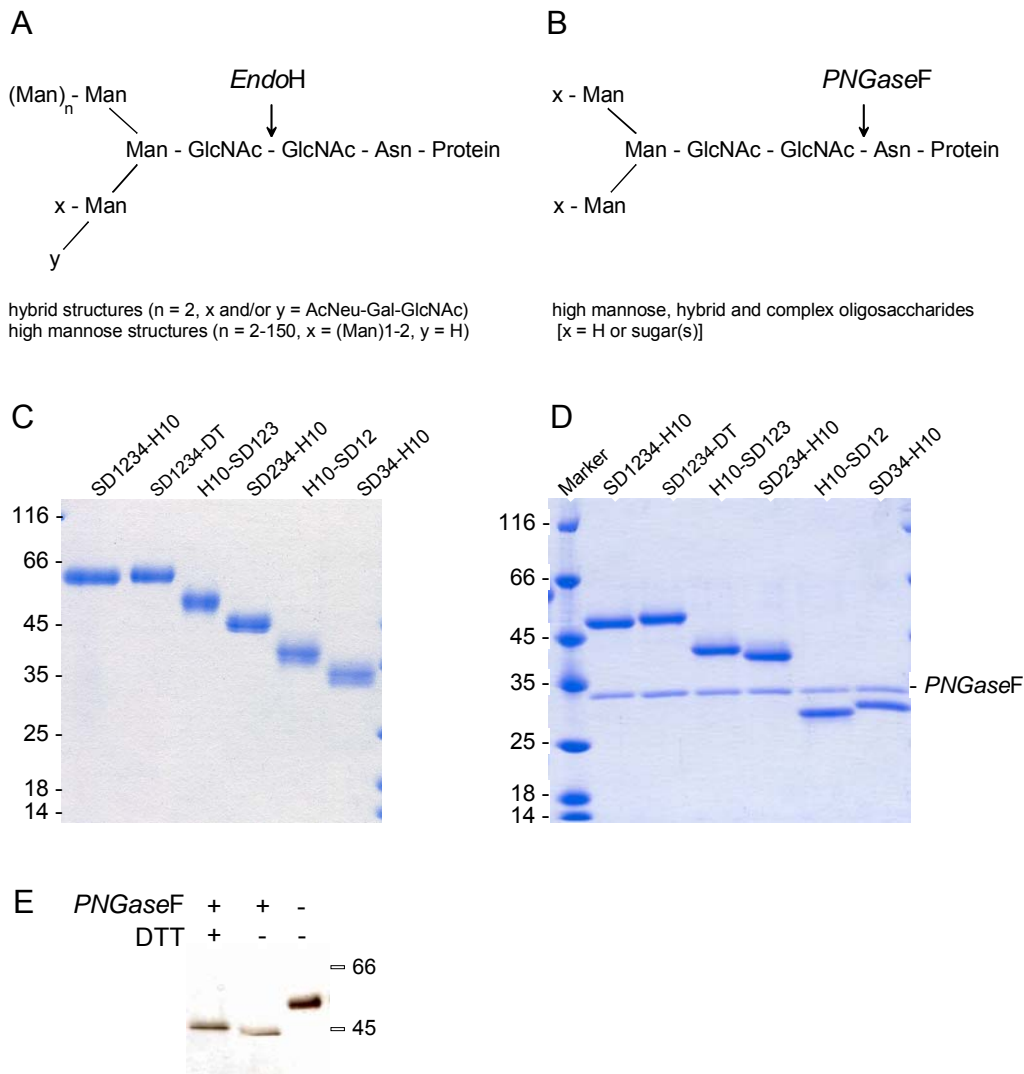 A
EndoH
(Man)n - Man
Man - GlcNAc - GlcNAc - Asn - Protein
x - Man
y
hybrid structures (n = 2, x and/or y = AcNeu-Gal-GlcNAc)
high mannose structures (n = 2-150, x = (Man)1-2, y = H)
B
PNGaseF
x - Man
Man - GlcNAc - GlcNAc - Asn - Protein
x - Man
high mannose, hybrid and complex oligosaccharides
[x = H or sugar(s)]
C
SD1234-H10
SD1234-DT
H10-SD123
SD234-H10
H10-SD12
SD34-H10
116 -
66 -
45 -
35 -
25 -
18 -
14 -
D
Marker
SD1234-H10
SD1234-DT
H10-SD123
SD234-H10
H10-SD12
SD34-H10
116 -
66 -
45 -
35 -
25 -
18 -
14 -
- PNGaseF
E
PNGaseF + + -
DTT + - -
66
45